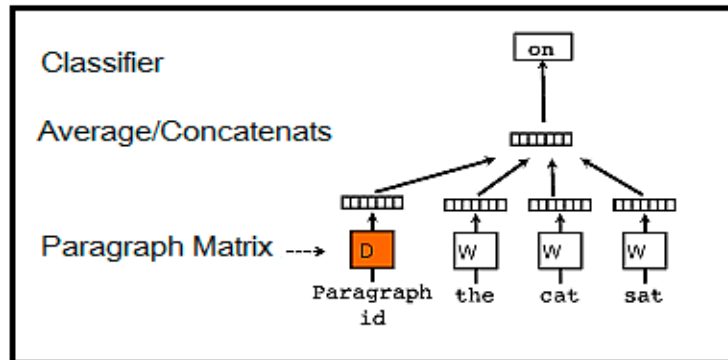 Classifier
on
Average/Concatenats
Paragraph Matrix
D
W
W
W
Paragraph id
the
cat
sat